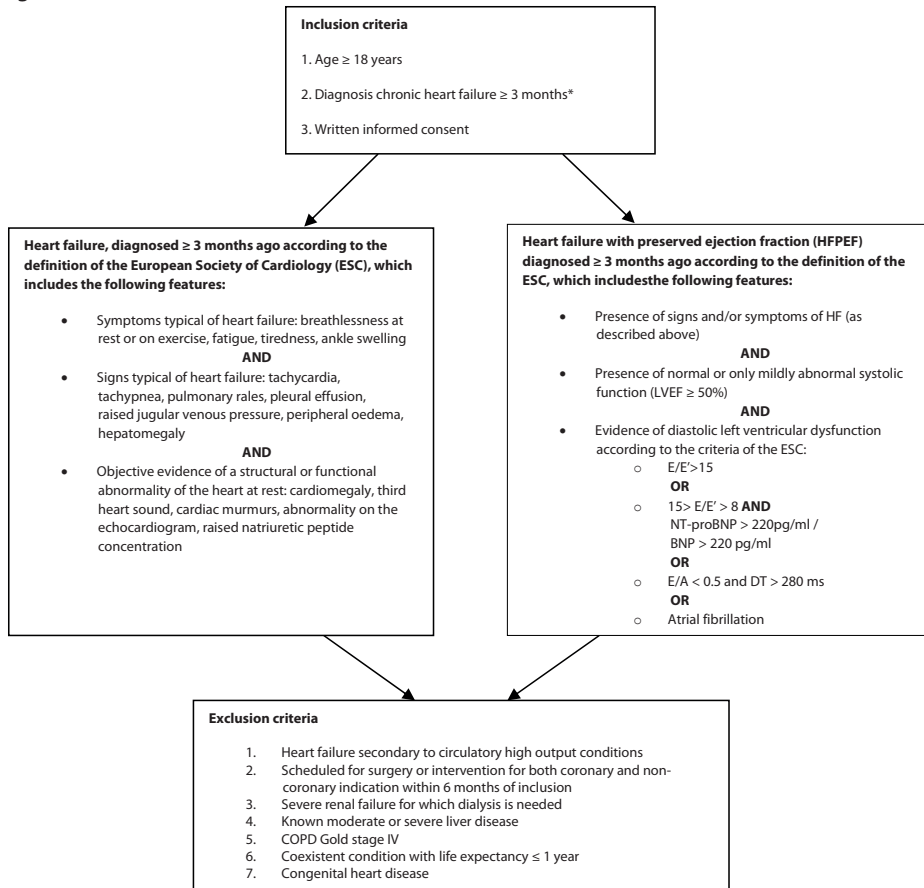 Inclusion criteria
1. Age ≥ 18 years
2. Diagnosis chronic heart failure ≥ 3 months*
3. Written informed consent
Heart failure, diagnosed ≥ 3 months ago according to the
definition of the European Society of Cardiology (ESC), which
includes the following features:
• Symptoms typical of heart failure: breathlessness at
rest or on exercise, fatigue, tiredness, ankle swelling
AND
• Signs typical of heart failure: tachycardia,
tachypnea, pulmonary rales, pleural effusion,
raised jugular venous pressure, peripheral oedema,
hepatomegaly
AND
• Objective evidence of a structural or functional
abnormality of the heart at rest: cardiomegaly, third
heart sound, cardiac murmurs, abnormality on the
echocardiogram, raised natriuretic peptide
concentration
Heart failure with preserved ejection fraction (HFPEF)
diagnosed ≥ 3 months ago according to the definition of the
ESC, which includesthe following features:
• Presence of signs and/or symptoms of HF (as
described above)
AND
• Presence of normal or only mildly abnormal systolic
function (LVEF ≥ 50%)
AND
• Evidence of diastolic left ventricular dysfunction
according to the criteria of the ESC:
○ E/E'>15
OR
○ 15> E/E' > 8 AND
NT-proBNP > 220pg/ml /
BNP > 220 pg/ml
OR
○ E/A < 0.5 and DT > 280 ms
OR
○ Atrial fibrillation
Exclusion criteria
1. Heart failure secondary to circulatory high output conditions
2. Scheduled for surgery or intervention for both coronary and non-
coronary indication within 6 months of inclusion
3. Severe renal failure for which dialysis is needed
4. Known moderate or severe liver disease
5. COPD Gold stage IV
6. Coexistent condition with life expectancy ≤ 1 year
7. Congenital heart disease